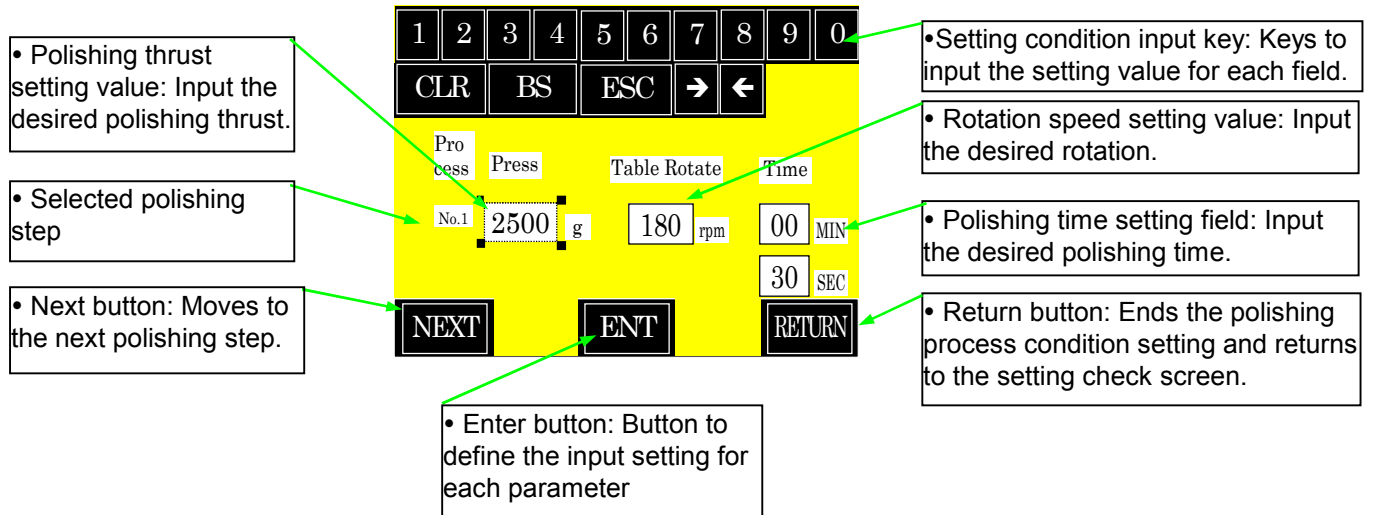 • Polishing thrust
setting value: Input the
desired polishing thrust.
• Selected polishing
step
• Next button: Moves to
the next polishing step.
1 2 3 4 5 6 7 8 9 0
CLR BS ESC → ←
Pro
cess Press Table Rotate Time
No.1 2500 g 180 rpm 00 MIN
30 SEC
NEXT ENT RETURN
• Enter button: Button to
define the input setting for
each parameter
•Setting condition input key: Keys to
input the setting value for each field.
• Rotation speed setting value: Input
the desired rotation.
• Polishing time setting field: Input
the desired polishing time.
• Return button: Ends the polishing
process condition setting and returns
to the setting check screen.